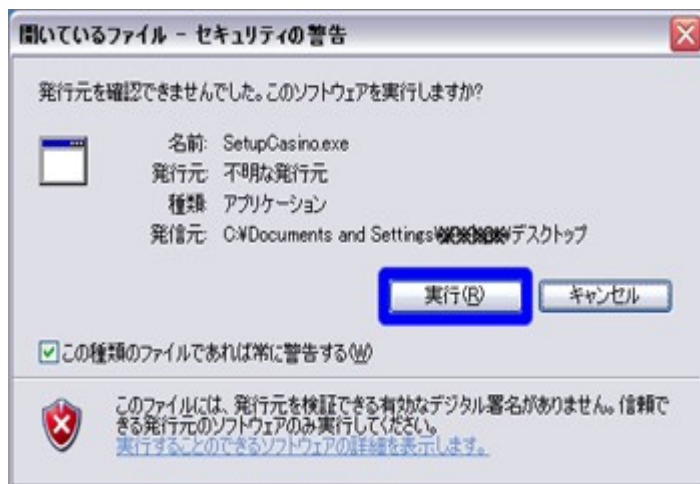 開いているファイル - セキュリティの警告
発行元を確認できませんでした。このソフトウェアを実行しますか?
名前: SetupCasino.exe
発行元: 不明な発行元
種類: アプリケーション
発信元: C:¥Documents and Settings¥ ¥デスクトップ
実行(R)
キャンセル
この種類のファイルであれば常に警告する(W)
このファイルには、発行元を検証できる有効なデジタル署名がありません。信頼で
きる発行元のソフトウェアのみ実行してください。
実行することのできるソフトウェアの詳細を表示します。